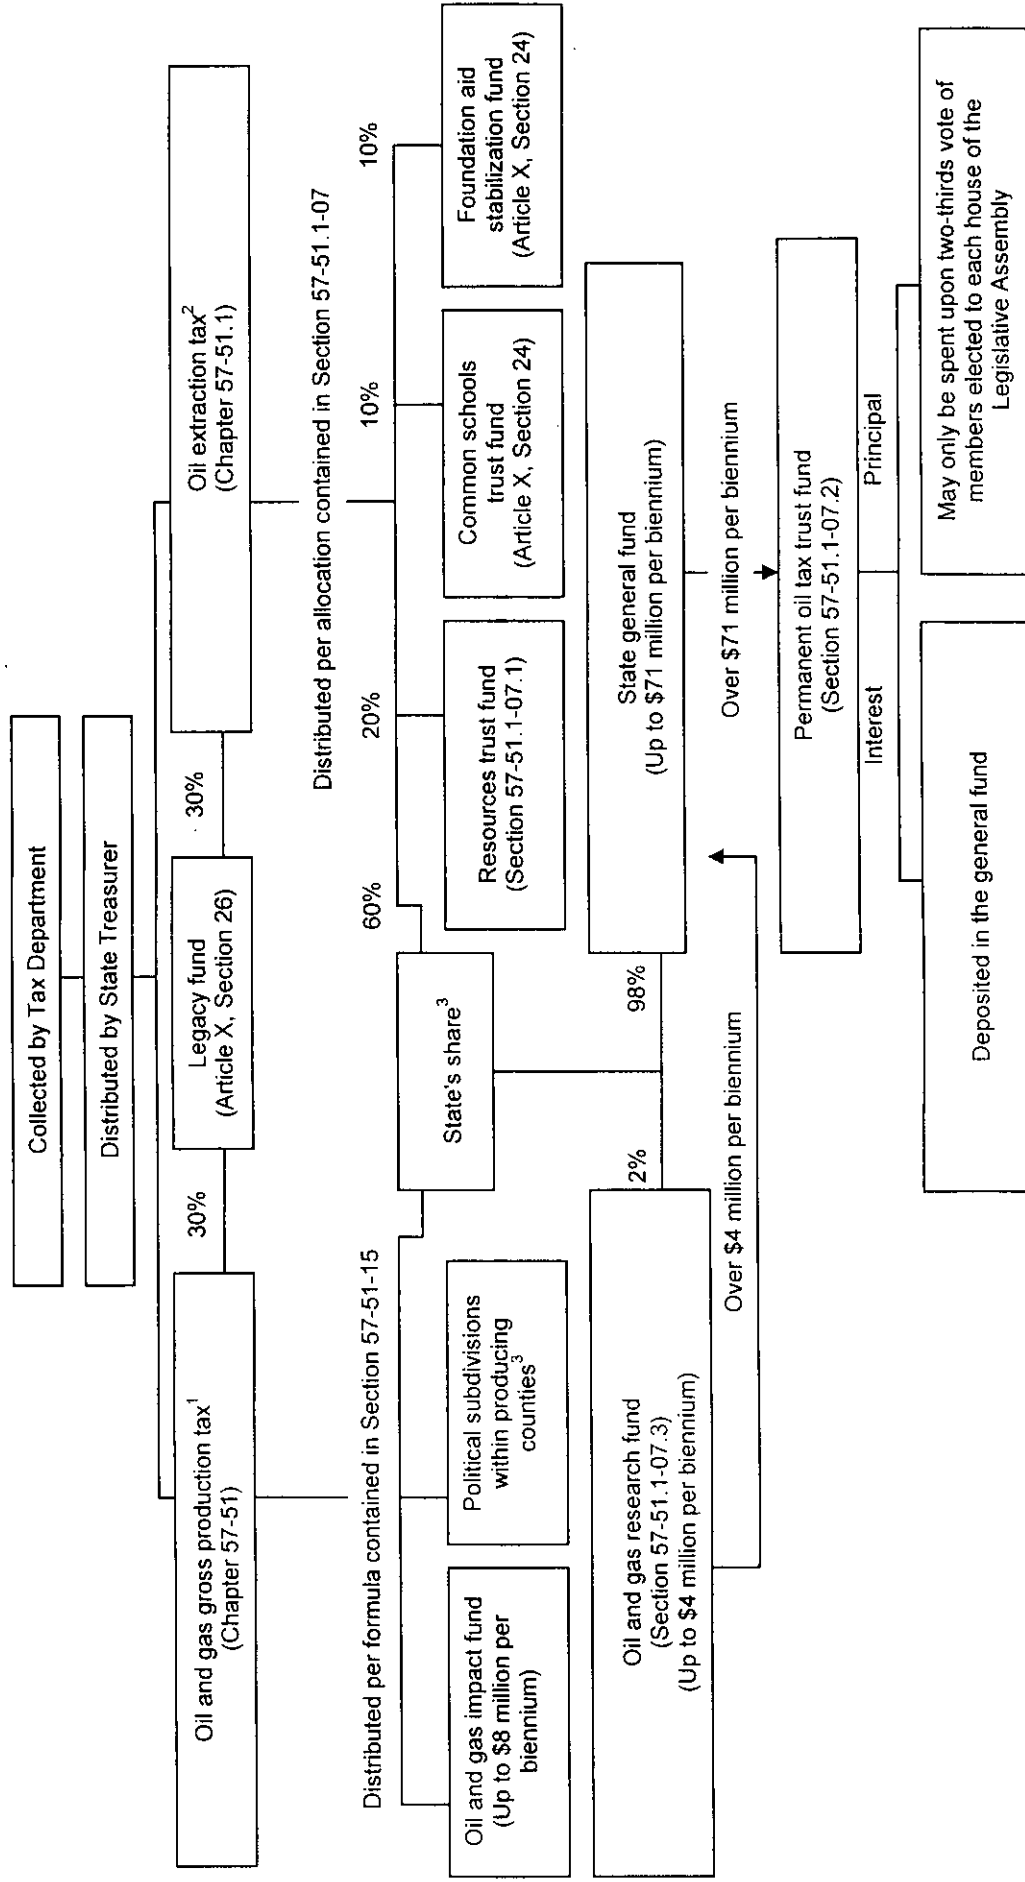 Collected by Tax Department
Distributed by State Treasurer
Oil and gas gross production tax¹
(Chapter 57-51)
30%
Legacy fund
(Article X, Section 26)
30%
Oil extraction tax²
(Chapter 57-51.1)
Distributed per formula contained in Section 57-51-15
Distributed per allocation contained in Section 57-51.1-07
60%
20%
10%
10%
Oil and gas impact fund
(Up to $8 million per
biennium)
Political subdivisions
within producing
counties³
State's share³
Resources trust fund
(Section 57-51.1-07.1)
Common schools
trust fund
(Article X, Section 24)
Foundation aid
stabilization fund
(Article X, Section 24)
Oil and gas research fund
(Section 57-51.1-07.3)
(Up to $4 million per biennium)
2%
98%
State general fund
(Up to $71 million per biennium)
Over $4 million per biennium
Over $71 million per biennium
Permanent oil tax trust fund
(Section 57-51.1-07.2)
Interest
Principal
Deposited in the general fund
May only be spent upon two-thirds vote of
members elected to each house of the
Legislative Assembly